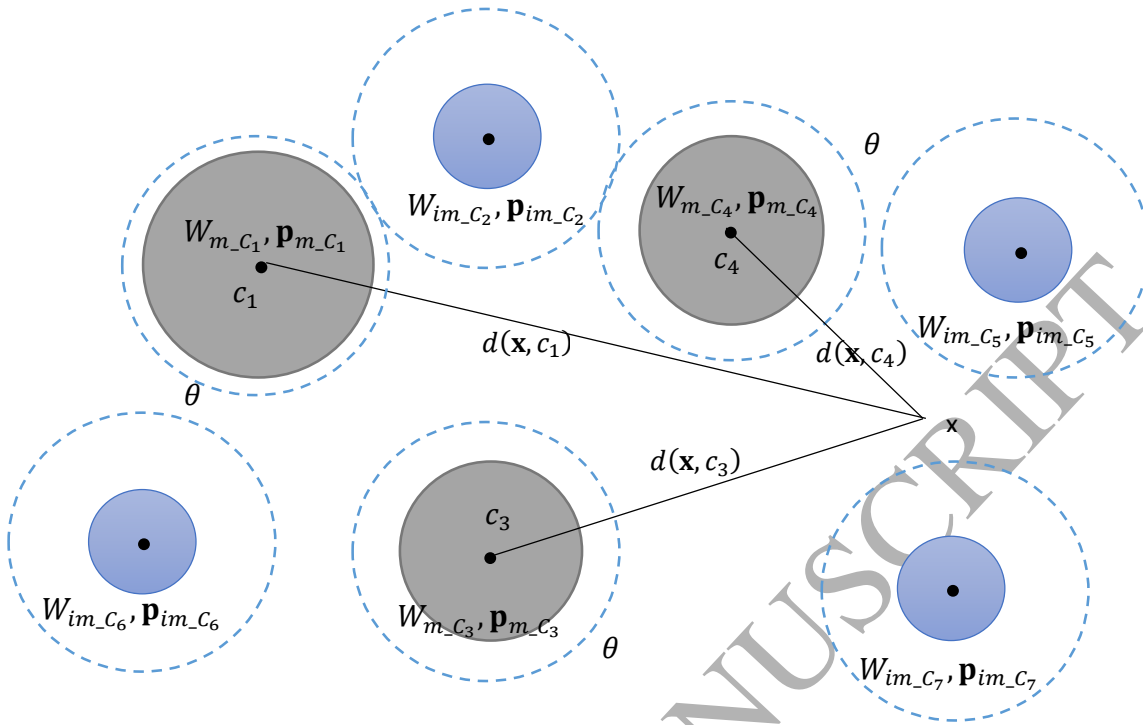 θ
W_{im_C_2}, 𝐩_{im_C_2}
W_{m_C_4}, 𝐩_{m_C_4}
W_{m_C_1}, 𝐩_{m_C_1}
c_4
c_1
W_{im_C_5}, 𝐩_{im_C_5}
d(𝐱, c_1)
d(𝐱, c_4)
θ
x
d(𝐱, c_3)
c_3
W_{im_C_6}, 𝐩_{im_C_6}
W_{m_C_3}, 𝐩_{m_C_3}
θ
W_{im_C_7}, 𝐩_{im_C_7}
NUSCRIPT